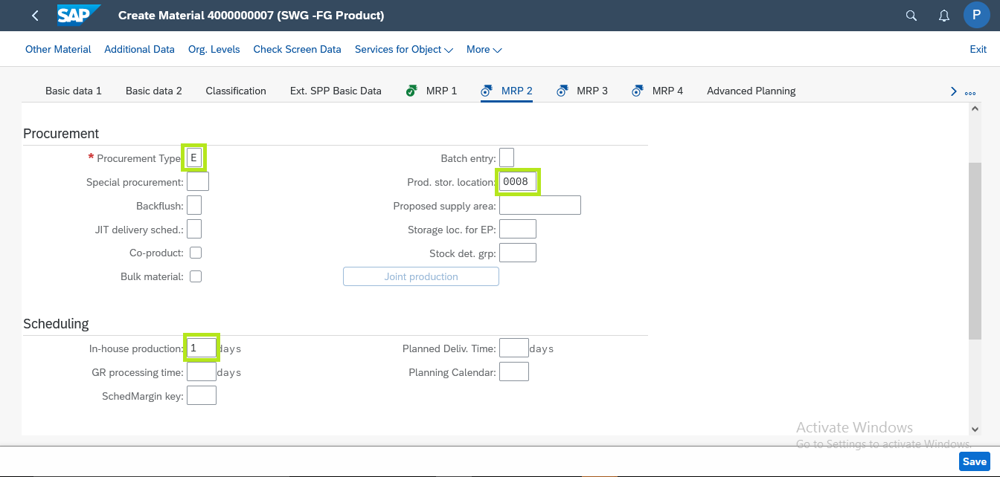 SAP Create Material 4000000007 (SWG -FG Product) P
Other Material Additional Data Org. Levels Check Screen Data Services for Object More Exit
Basic data 1 Basic data 2 Classification Ext. SPP Basic Data MRP 1 MRP 2 MRP 3 MRP 4 Advanced Planning
Procurement
* Procurement Type E Batch entry:
Special procurement: Prod. stor. location: 0008
Backflush: Proposed supply area:
JIT delivery sched.: Storage loc. for EP:
Co-product: Stock det. grp:
Bulk material: Joint production
Scheduling
In-house production: 1 days Planned Deliv. Time: days
GR processing time: days Planning Calendar:
SchedMargin key:
Activate Windows
Go to Settings to activate Windows.
Save